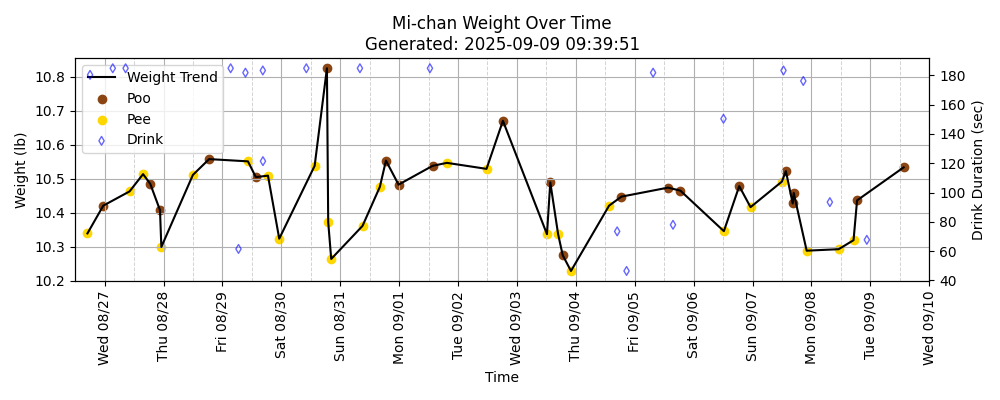 Mi-chan Weight Over Time
Generated: 2025-09-09 09:39:51
Weight (lb)
10.8
10.7
10.6
10.5
10.4
10.3
10.2
Weight Trend
Poo
Pee
Drink
180
160
140
120
100
80
60
40
Drink Duration (sec)
Wed 08/27
Thu 08/28
Fri 08/29
Sat 08/30
Sun 08/31
Mon 09/01
Tue 09/02
Wed 09/03
Thu 09/04
Fri 09/05
Sat 09/06
Sun 09/07
Mon 09/08
Tue 09/09
Wed 09/10
Time